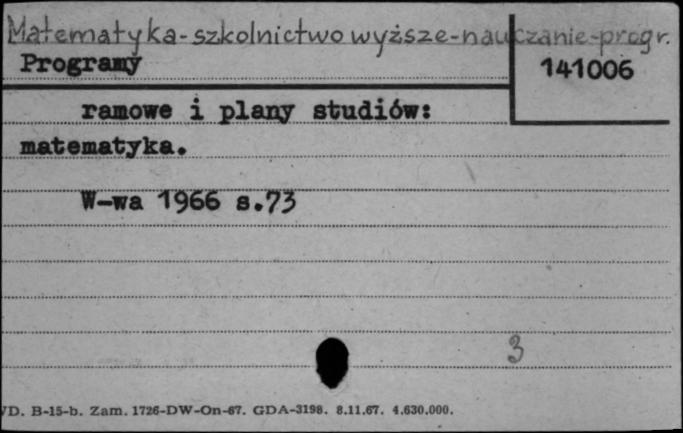 Matematyka - szkolnictwo wyższe - nauczanie - progr.
Programy
141006
ramowe i plany studiów:
matematyka.
W-wa 1966 s.73
3
D. B-15-b. Zam. 1726-DW-On-67. GDA-3198. 8.11.67. 4.630.000.